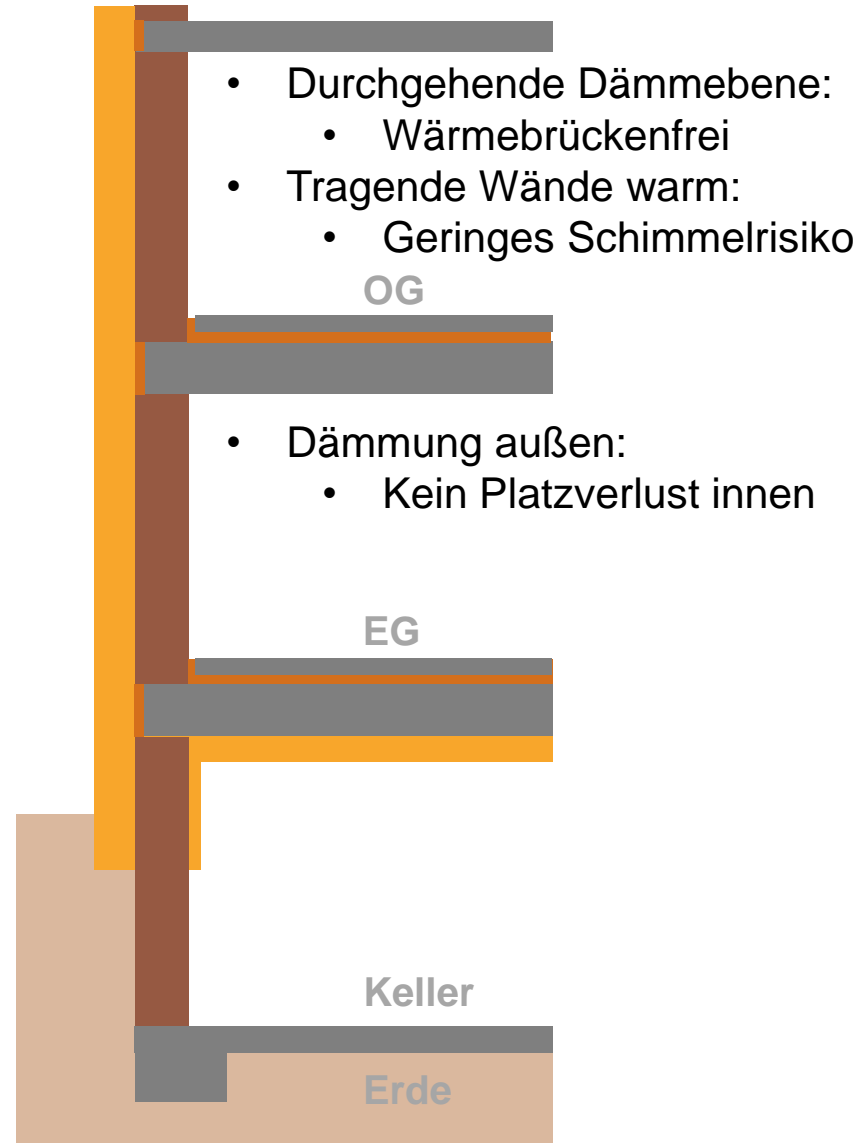 • Durchgehende Dämmebene:
• Wärmebrückenfrei
• Tragende Wände warm:
• Geringes Schimmelrisiko
OG
• Dämmung außen:
• Kein Platzverlust innen
EG
Keller
Erde